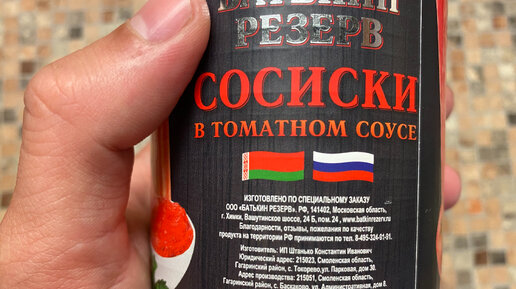 БАТЬКИН
РЕЗЕРВ
СОСИСКИ
В ТОМАТНОМ СОУСЕ
ИЗГОТОВЛЕНО ПО СПЕЦИАЛЬНОМУ ЗАКАЗУ
ООО «БАТЬКИН РЕЗЕРВ». РФ, 141402, Московская область,
г. Химки, Вашутинское шоссе, 24 Б, пом. 24, www.batkinrezerv.ru
Благодарности, отзывы, пожелания по качеству
продукта на территории РФ принимаются по тел. 8-495-334-01-01.
Изготовитель: ИП Штанько Константин Иванович
Юридический адрес: 215023, Смоленская область,
Гагаринский район, с. Токарево, ул. Парковая, дом 30.
Адрес производства: 215051, Смоленская область,
Гагаринский район, с. Баскаково, ул. Административная, дом 8.